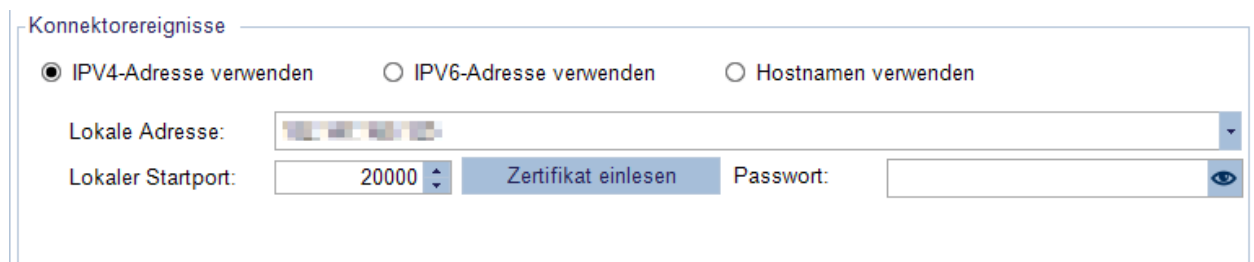 Konnektorereignisse
IPV4-Adresse verwenden IPV6-Adresse verwenden Hostnamen verwenden
Lokale Adresse:
Lokaler Startport: 20000 Zertifikat einlesen Passwort: